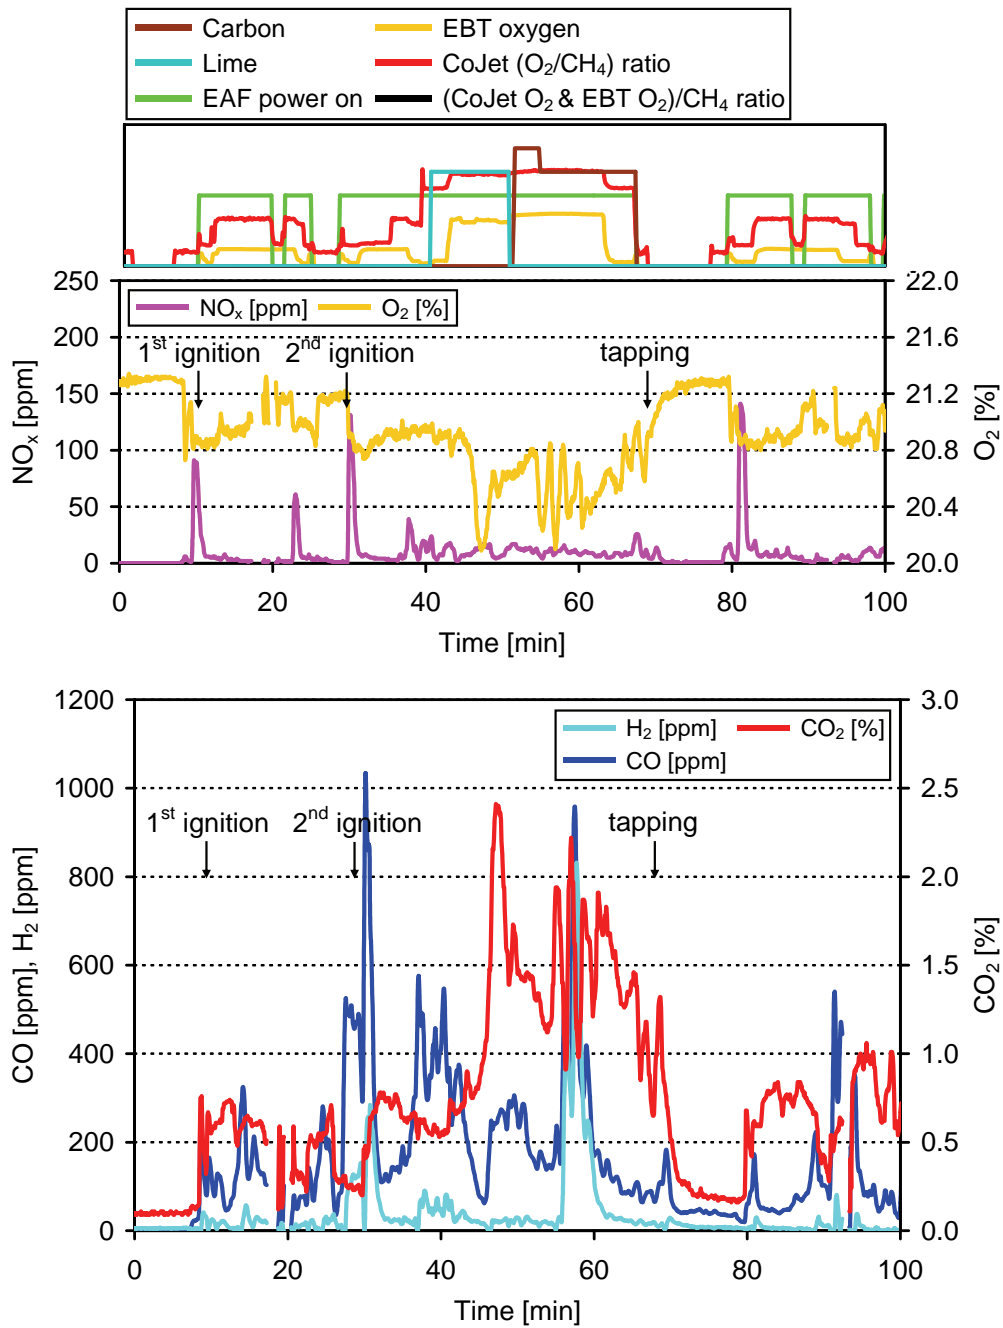 Carbon
EBT oxygen
Lime
CoJet (O₂/CH₄) ratio
EAF power on
(CoJet O₂ & EBT O₂)/CH₄ ratio
250
22.0
NOₓ [ppm]
O₂ [%]
200
21.6
1st ignition
2nd ignition
tapping
150
21.2
100
20.8
50
20.4
0
20.0
NOₓ [ppm]
O₂ [%]
0 20 40 60 80 100
Time [min]
1200
3.0
H₂ [ppm]
CO₂ [%]
CO [ppm]
1000
2.5
1st ignition
2nd ignition
tapping
800
2.0
600
1.5
400
1.0
200
0.5
0
0.0
CO [ppm], H₂ [ppm]
CO₂ [%]
0 20 40 60 80 100
Time [min]